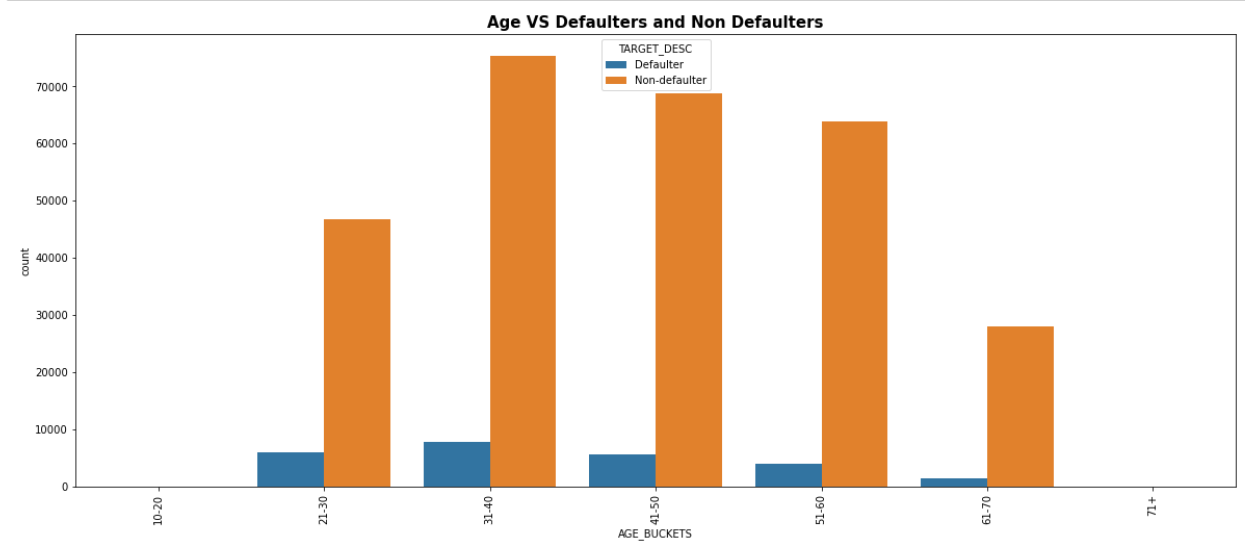 Age VS Defaulters and Non Defaulters
TARGET_DESC
Defaulter
Non-defaulter
70000
60000
50000
40000
30000
20000
10000
0
count
10-20
21-30
31-40
41-50
51-60
61-70
71+
AGE_BUCKETS